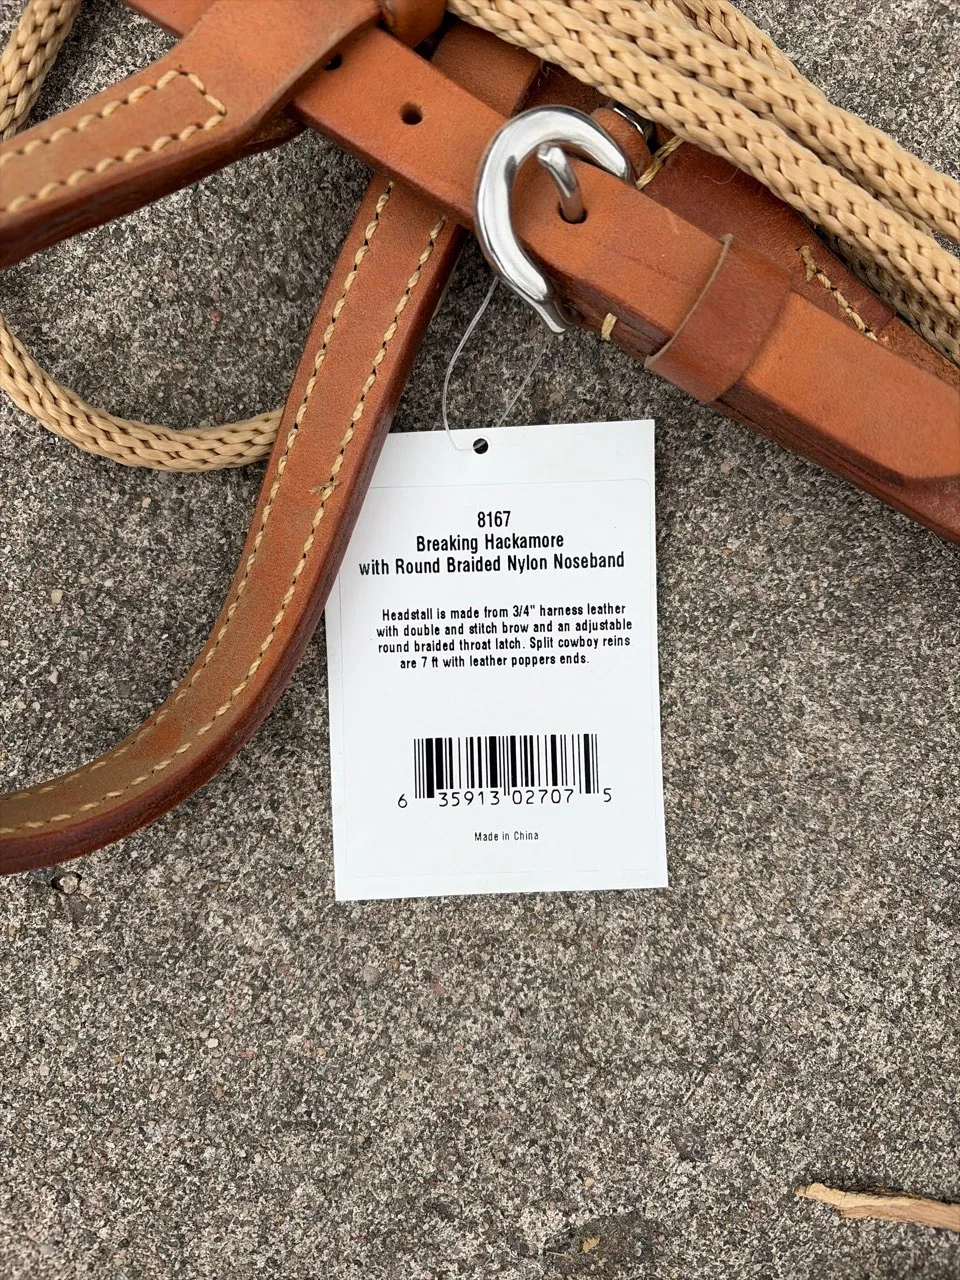 8167
Breaking Hackamore
with Round Braided Nylon Noseband
Headstall is made from 3/4" harness leather
with double and stitch brow and an adjustable
round braided throat latch. Split cowboy reins
are 7 ft with leather poppers ends.
6 35913 02707 5
Made in China